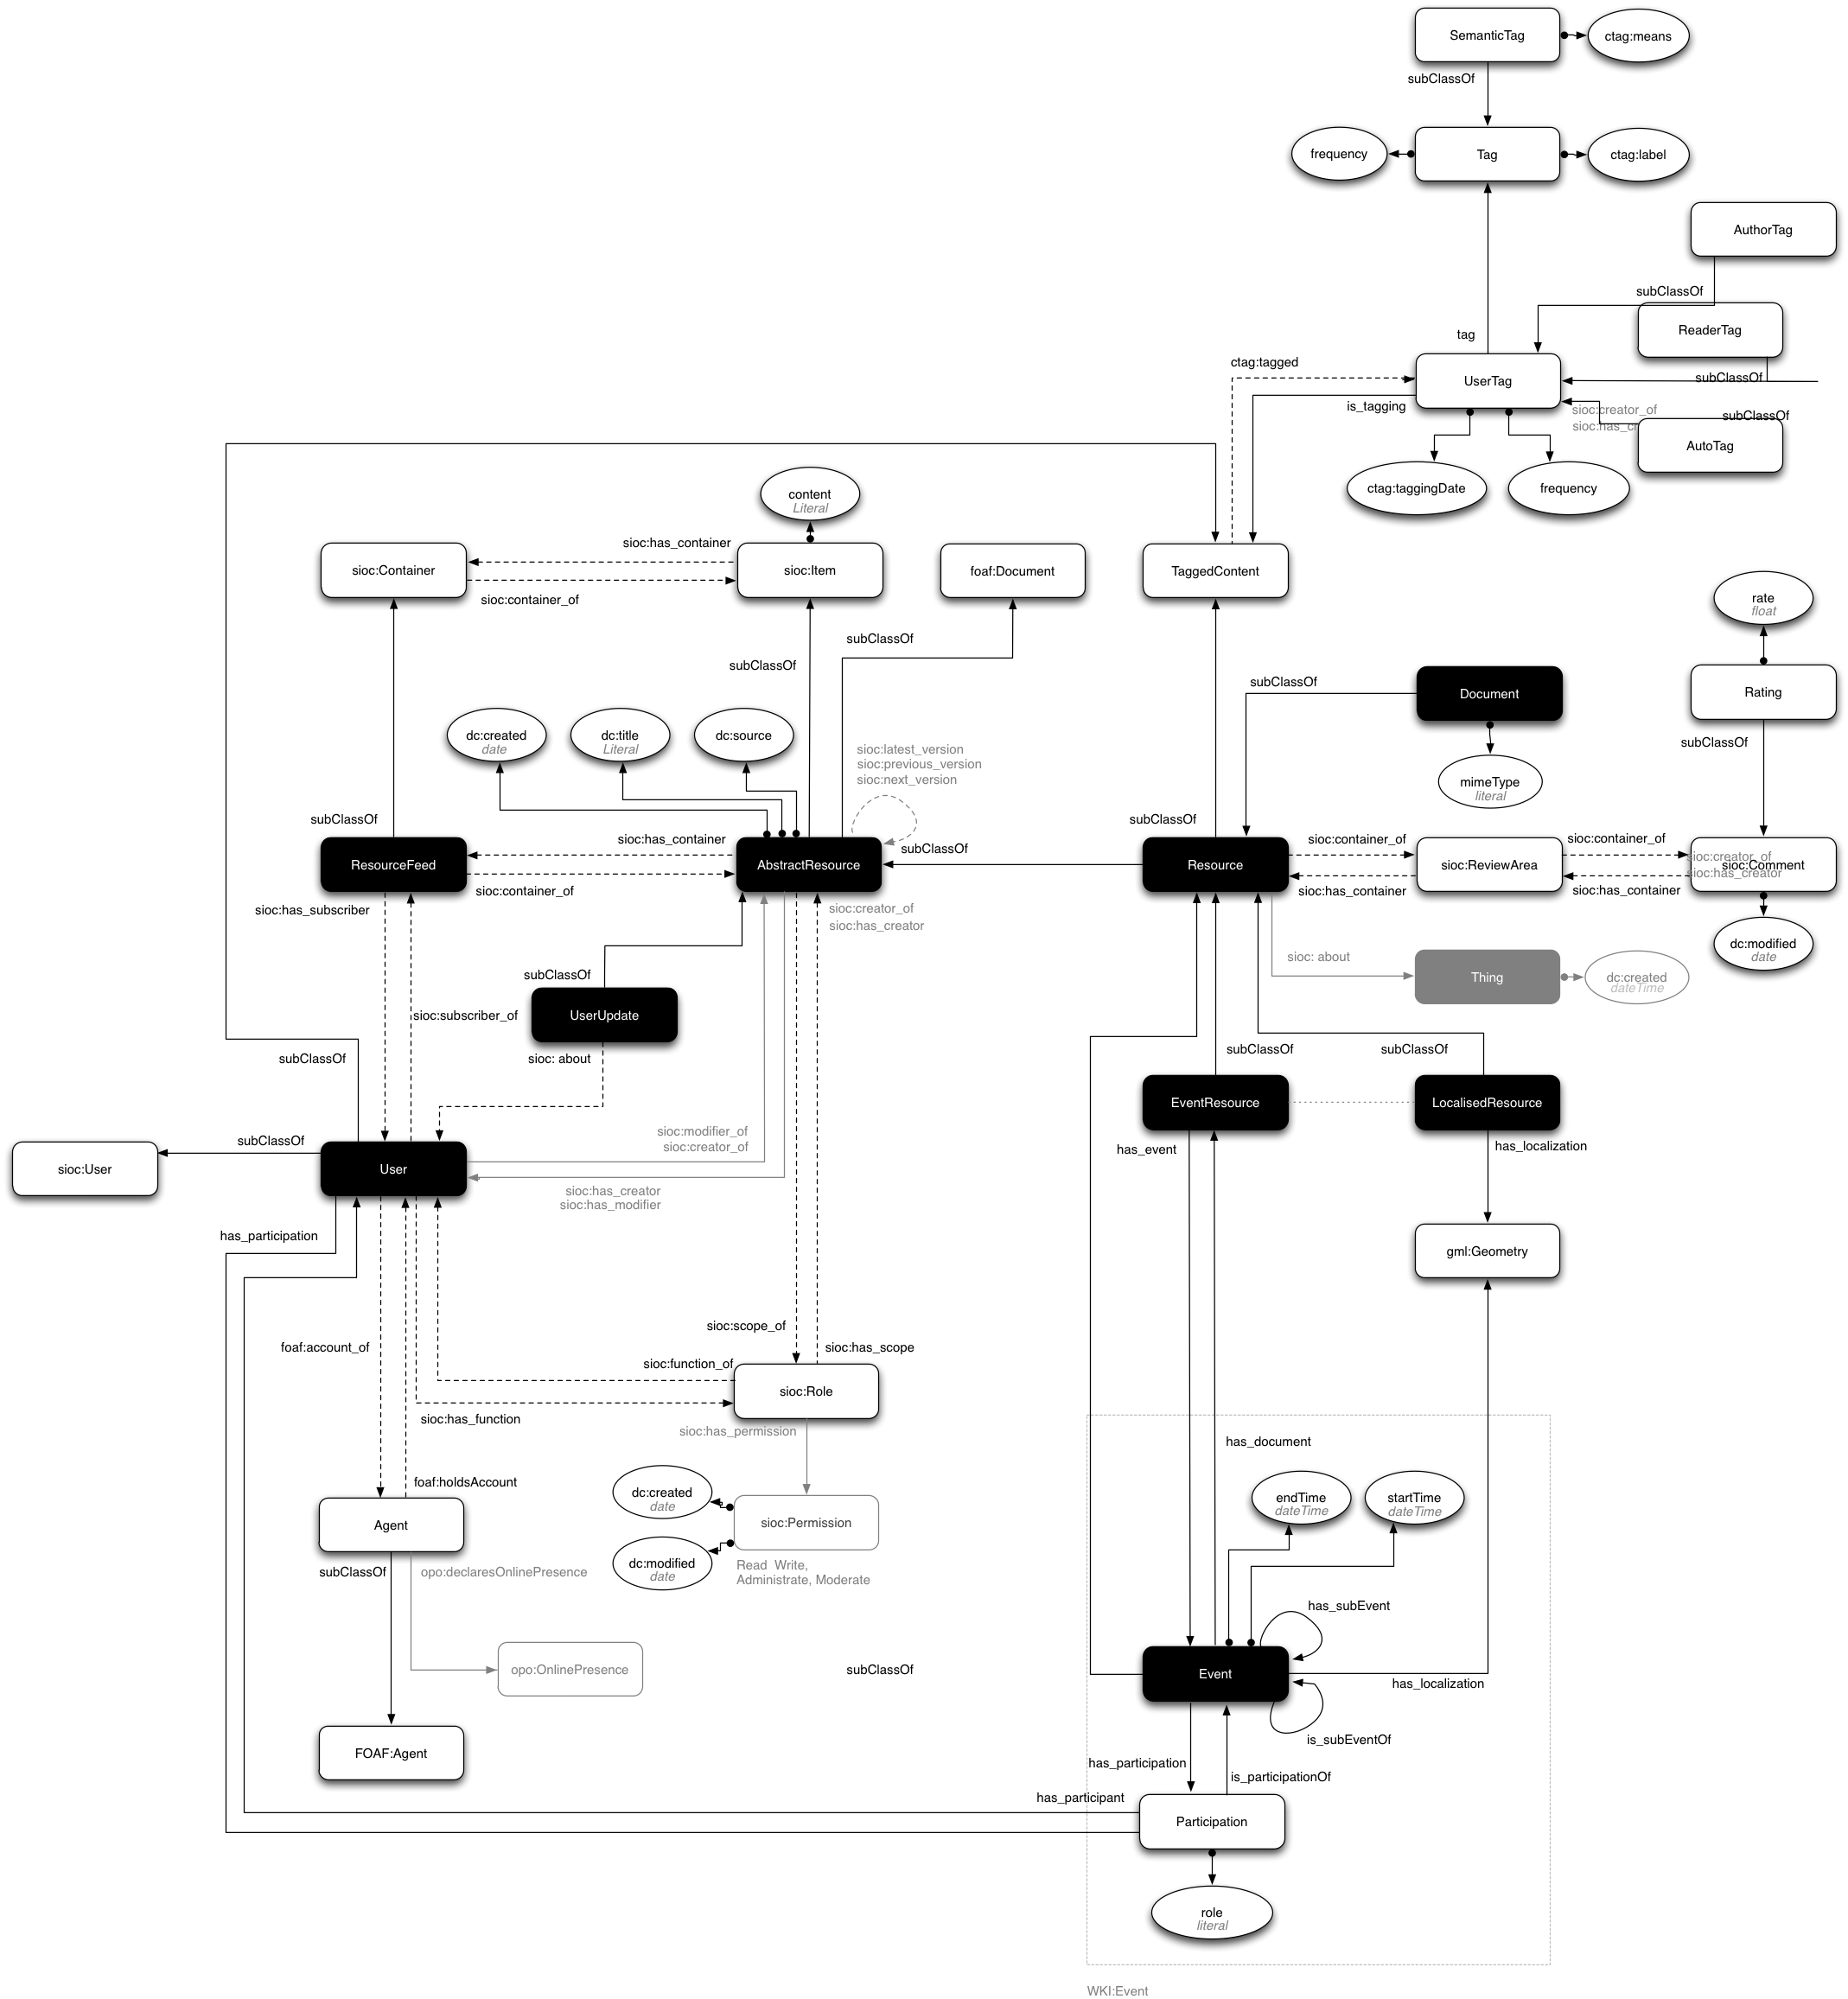 SemanticTag
ctag:means
subClassOf
frequency
Tag
ctag:label
AuthorTag
subClassOf
ReaderTag
tag
ctag:tagged
UserTag
subClassOf
is_tagging
sioc:creator_of
subClassOf
AutoTag
ctag:taggingDate
frequency
content
Literal
sioc:has_container
sioc:Container
sioc:Item
foaf:Document
TaggedContent
sioc:container_of
rate
float
subClassOf
subClassOf
subClassOf
Document
Rating
dc:created
date
dc:title
Literal
dc:source
sioc:latest_version
sioc:previous_version
sioc:next_version
subClassOf
mimeType
literal
subClassOf
subClassOf
sioc:has_container
sioc:container_of
sioc:container_of
subClassOf
ResourceFeed
AbstractResource
Resource
sioc:ReviewArea
sioc:creator_of
sioc:Comment
sioc:has_creator
sioc:container_of
sioc:has_container
sioc:has_container
sioc:has_subscriber
sioc:creator_of
sioc:has_creator
dc:modified
date
sioc: about
subClassOf
Thing
dc:created
dateTime
sioc:subscriber_of
UserUpdate
subClassOf
sioc: about
subClassOf
subClassOf
EventResource
LocalisedResource
sioc:modifier_of
sioc:creator_of
subClassOf
has_event
has_localization
sioc:User
User
sioc:has_creator
sioc:has_modifier
has_participation
gml:Geometry
sioc:scope_of
foaf:account_of
sioc:has_scope
sioc:function_of
sioc:Role
sioc:has_function
sioc:has_permission
has_document
foaf:holdsAccount
dc:created
date
endTime
dateTime
startTime
dateTime
Agent
sioc:Permission
dc:modified
date
subClassOf
opo:declaresOnlinePresence
Read Write,
Administrate, Moderate
has_subEvent
opo:OnlinePresence
subClassOf
Event
has_localization
is_subEventOf
FOAF:Agent
has_participation
is_participationOf
has_participant
Participation
role
literal
WKI:Event